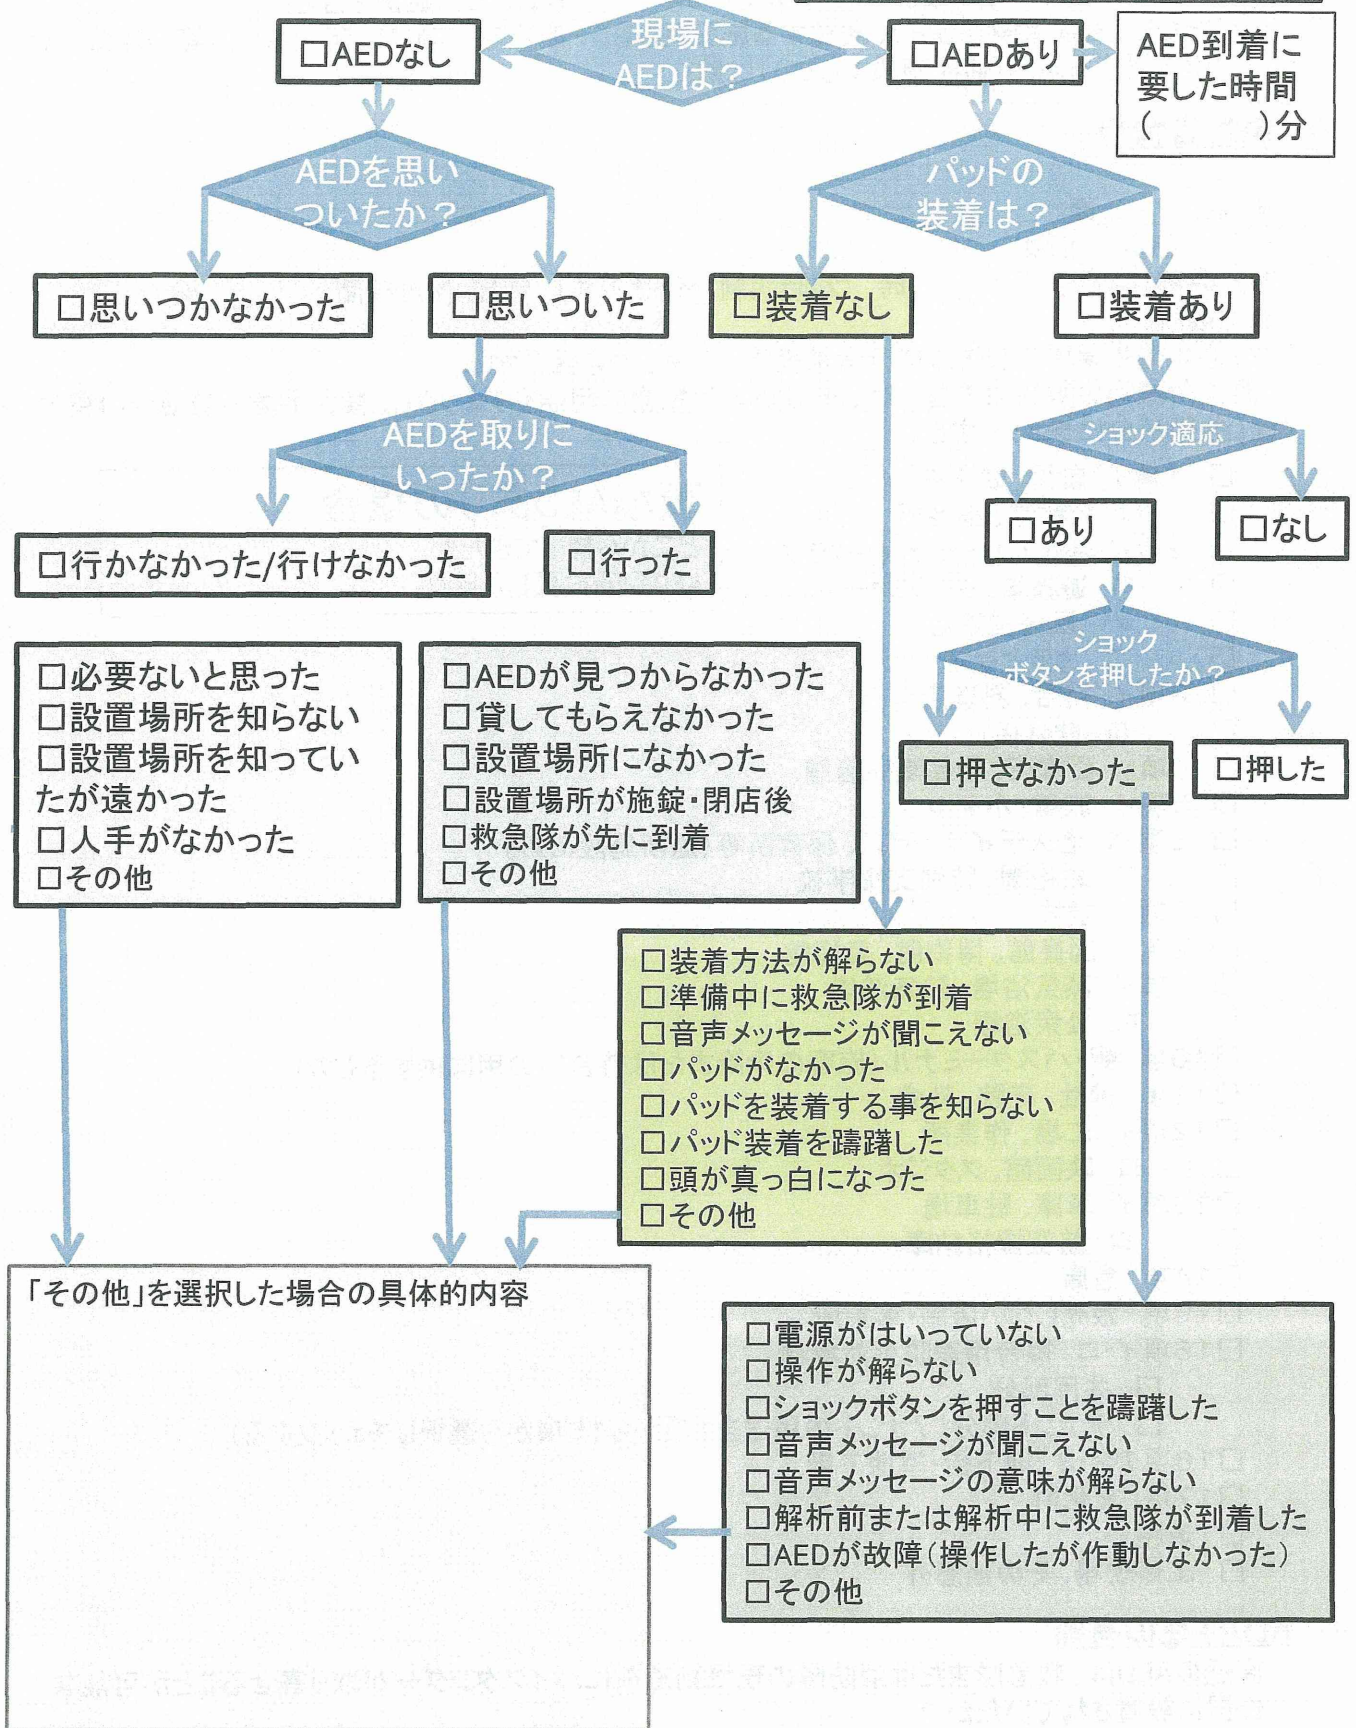 現場に
AEDは？
□AEDなし
□AEDあり
AED到着に
要した時間
(　　　)分
AEDを思い
ついたか？
パッドの
装着は？
□思いつかなかった
□思いついた
□装着なし
□装着あり
AEDを取りに
いったか？
ショック適応
□行かなかった/行けなかった
□行った
□あり
□なし
ショック
ボタンを押したか？
□押さなかった
□押した
□必要ないと思った
□設置場所を知らない
□設置場所を知ってい
たが遠かった
□人手がなかった
□その他
□AEDが見つからなかった
□貸してもらえなかった
□設置場所になかった
□設置場所が施錠・閉店後
□救急隊が先に到着
□その他
□装着方法が解らない
□準備中に救急隊が到着
□音声メッセージが聞こえない
□パッドがなかった
□パッドを装着する事を知らない
□パッド装着を躊躇した
□頭が真っ白になった
□その他
「その他」を選択した場合の具体的内容
□電源がはいっていない
□操作が解らない
□ショックボタンを押すことを躊躇した
□音声メッセージが聞こえない
□音声メッセージの意味が解らない
□解析前または解析中に救急隊が到着した
□AEDが故障（操作したが作動しなかった）
□その他